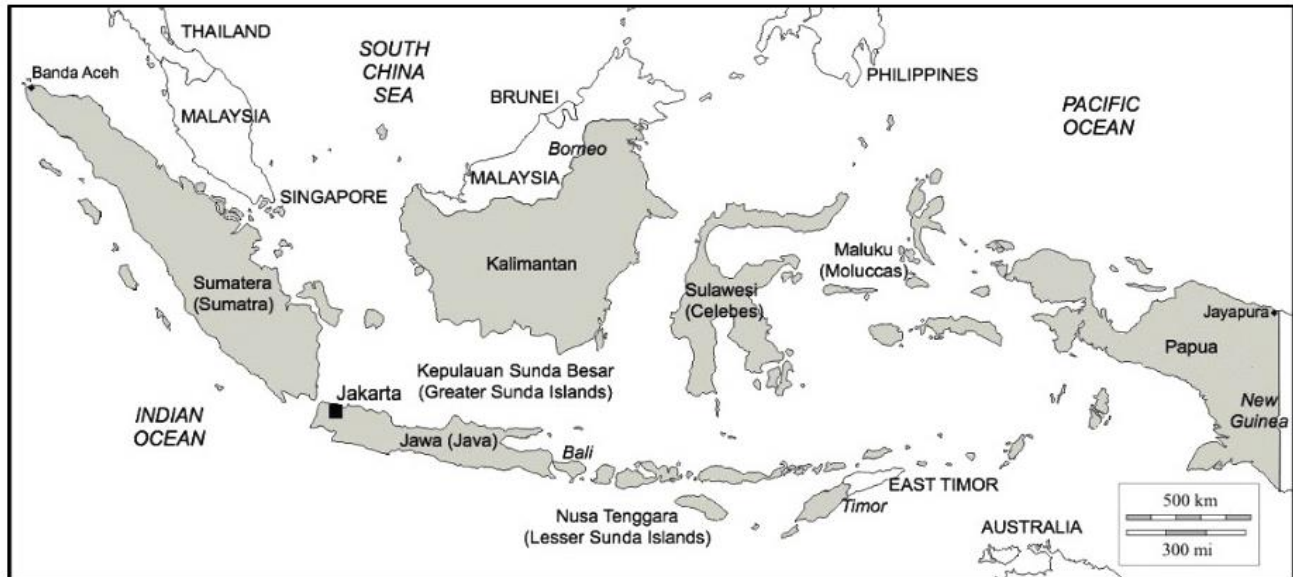 THAILAND
SOUTH
CHINA
SEA
Banda Aceh
PHILIPPINES
BRUNEI
PACIFIC
OCEAN
MALAYSIA
Borneo
MALAYSIA
SINGAPORE
Maluku
(Moluccas)
Kalimantan
Sumatera
(Sumatra)
Sulawesi
(Celebes)
Jayapura
Papua
Kepulauan Sunda Besar
(Greater Sunda Islands)
Jakarta
New
Guinea
INDIAN
OCEAN
Jawa (Java)
Bali
EAST TIMOR
Timor
Nusa Tenggara
(Lesser Sunda Islands)
AUSTRALIA
500 km
300 mi